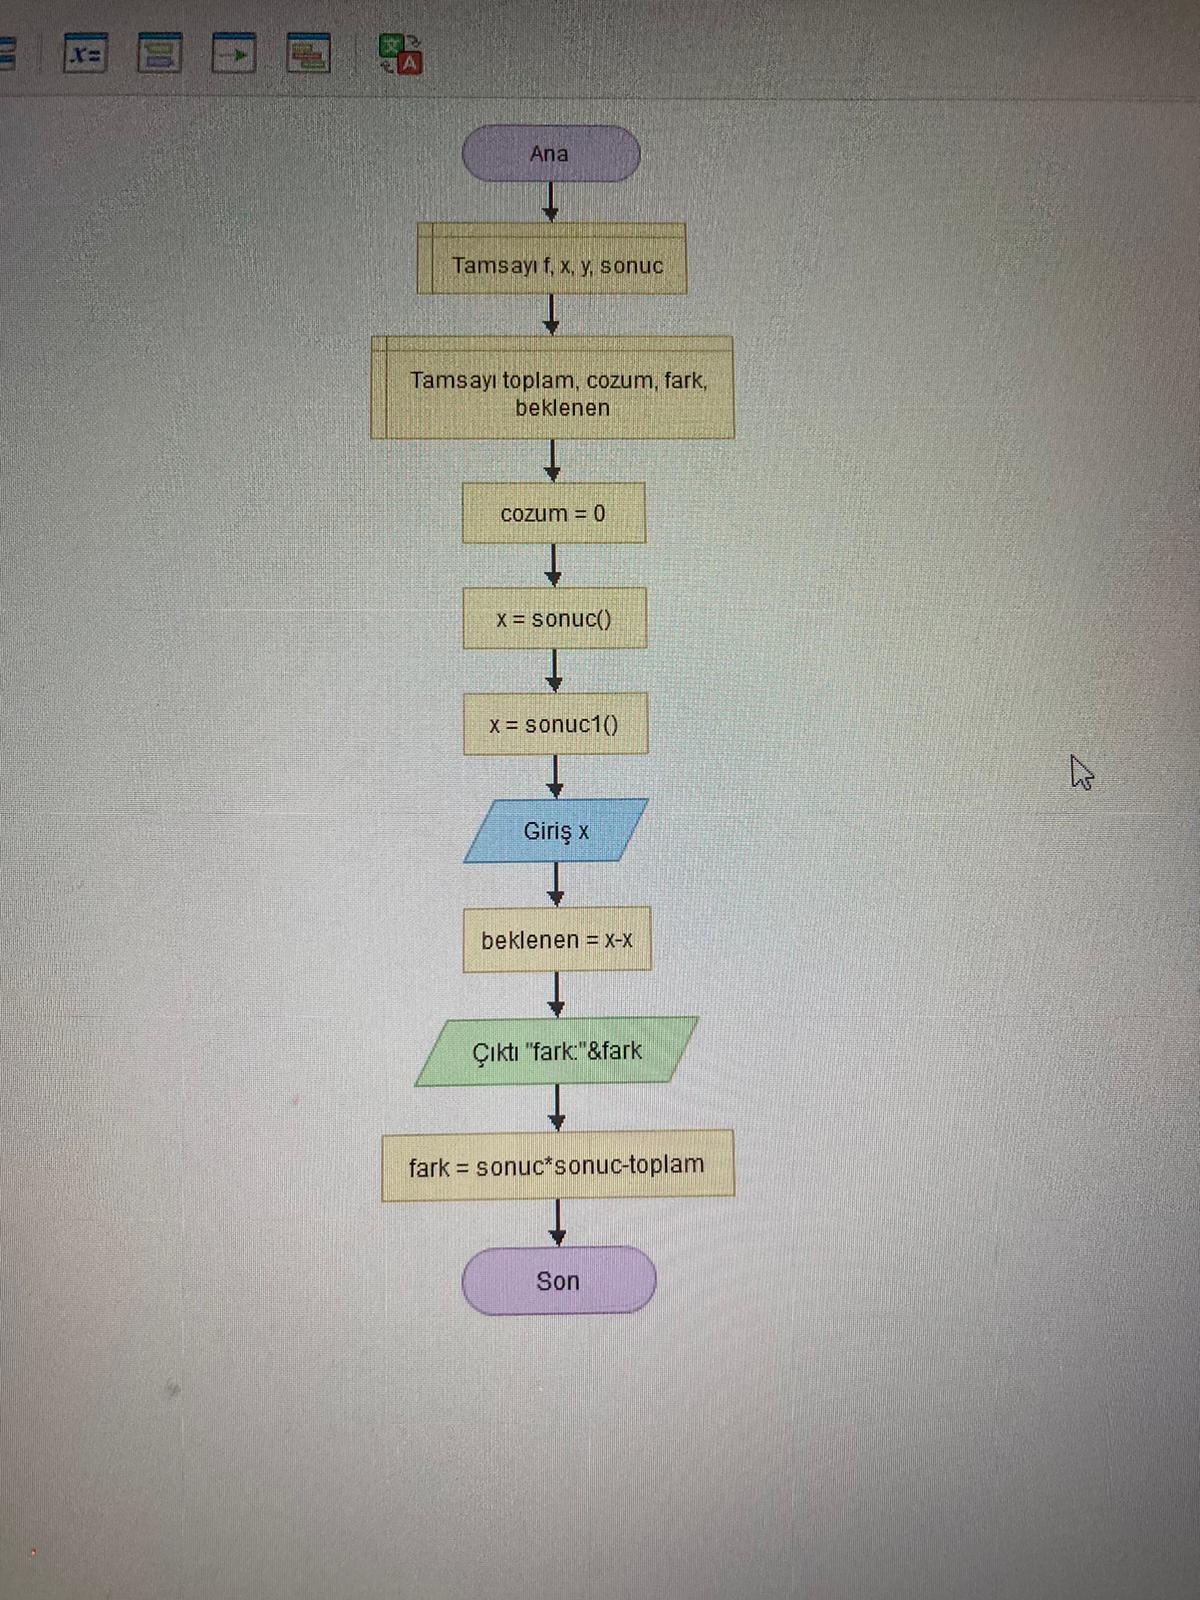 x=
A
Ana
Tamsayı f, x, y, sonuc
Tamsayı toplam, cozum, fark,
beklenen
cozum = 0
x = sonuc()
x = sonuc1()
Giriş x
beklenen = x-x
Çıktı "fark:"&fark
fark = sonuc*sonuc-toplam
Son